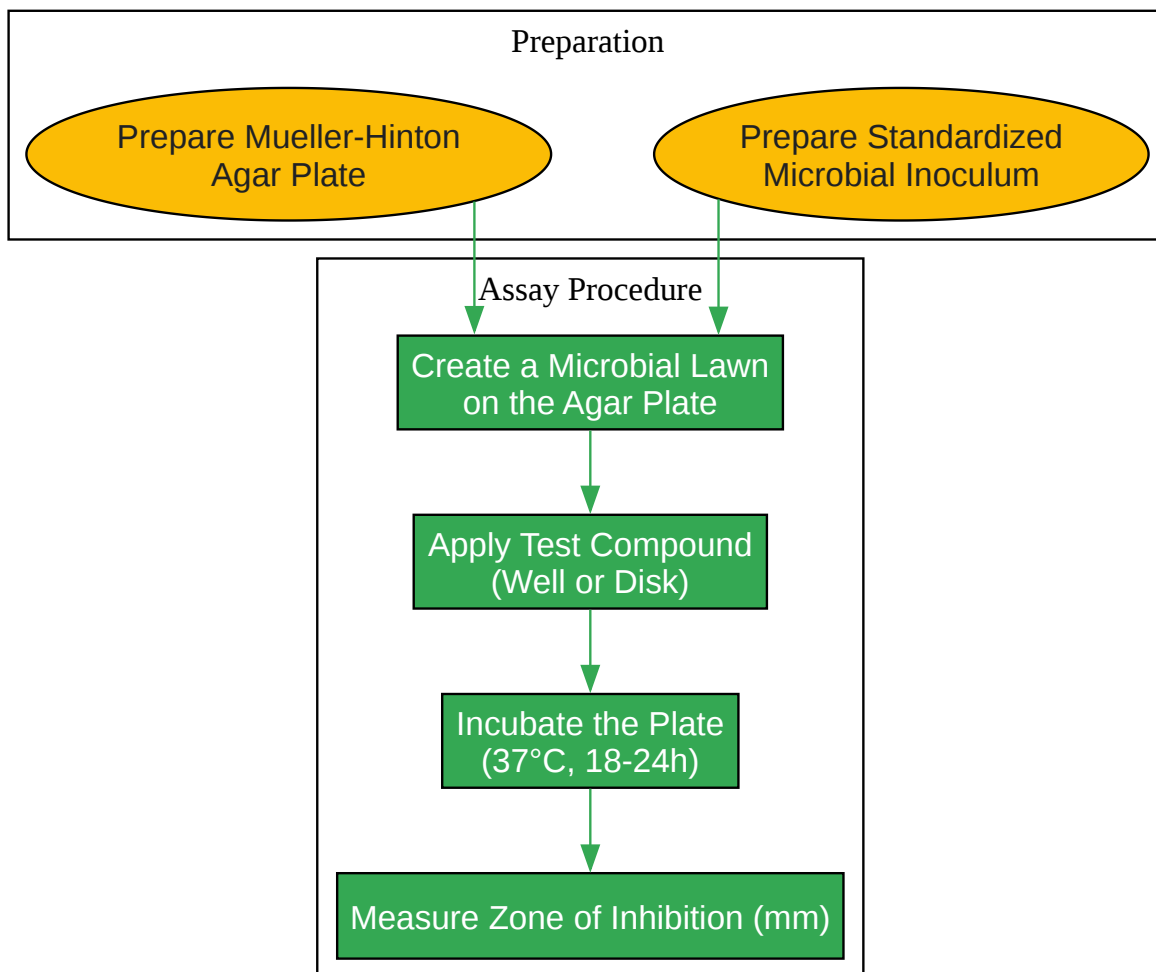 Preparation
Prepare Mueller-Hinton
Agar Plate
Prepare Standardized
Microbial Inoculum
Assay Procedure
Create a Microbial Lawn
on the Agar Plate
Apply Test Compound
(Well or Disk)
Incubate the Plate
(37°C, 18-24h)
Measure Zone of Inhibition (mm)